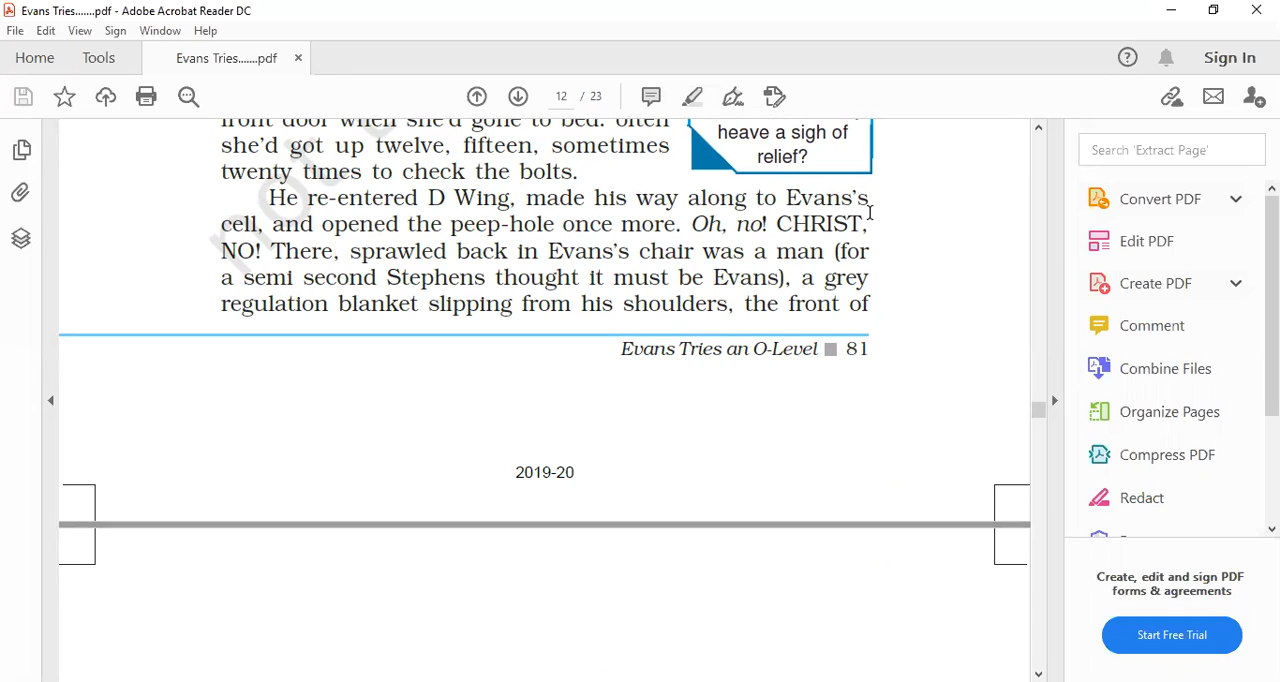 Evans Tries.......pdf - Adobe Acrobat Reader DC
File Edit View Sign Window Help
Home Tools Evans Tries.......pdf × Sign In
12 / 23
front door when she'd gone to bed. Often
she'd got up twelve, fifteen, sometimes
twenty times to check the bolts.
heave a sigh of
relief?
He re-entered D Wing, made his way along to Evans's
cell, and opened the peep-hole once more. Oh, no! CHRIST,
NO! There, sprawled back in Evans's chair was a man (for
a semi second Stephens thought it must be Evans), a grey
regulation blanket slipping from his shoulders, the front of
Evans Tries an O-Level ■ 81
2019-20
not
Search 'Extract Page'
Convert PDF
Edit PDF
Create PDF
Comment
Combine Files
Organize Pages
Compress PDF
Redact
Create, edit and sign PDF
forms & agreements
Start Free Trial